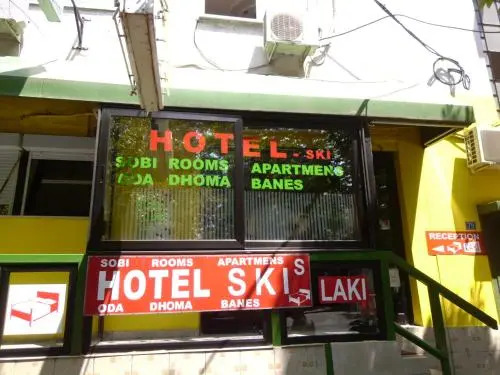 HOTEL - SKI
SOBI ROOMS APARTMENS
ODA DHOMA BANES
RECEPTION
SOBI ROOMS APARTMENS
HOTEL SKI S
LAKI
ODA DHOMA BANES